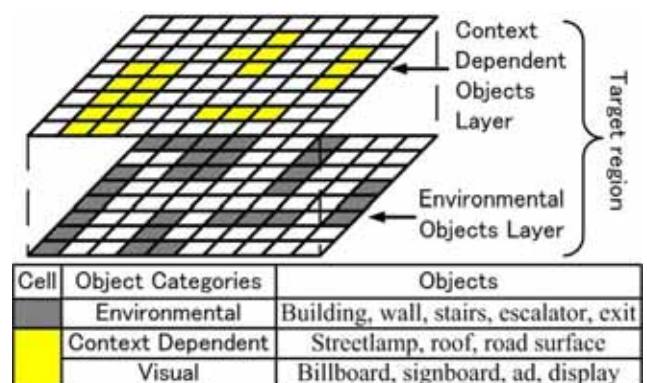 Context
Dependent
Objects
Layer
Target region
Environmental
Objects Layer
Cell Object Categories Objects
Environmental Building, wall, stairs, escalator, exit
Context Dependent Streetlamp, roof, road surface
Visual Billboard, signboard, ad, display